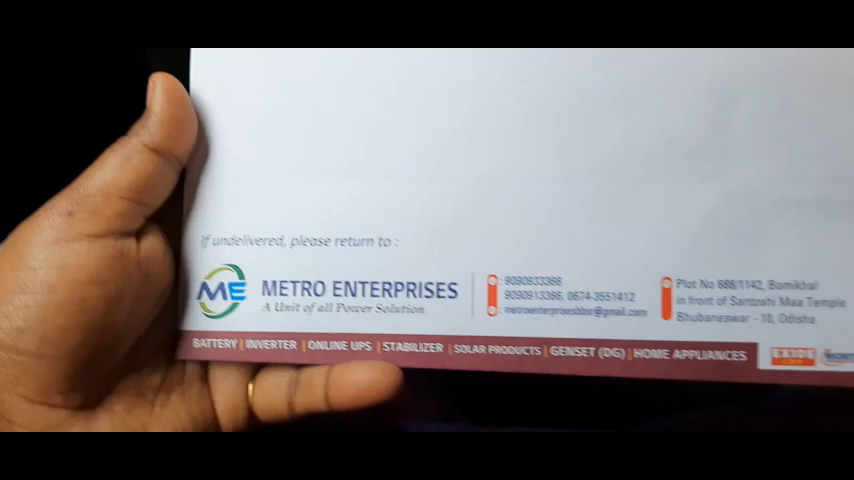 If undelivered, please return to :
ME
METRO ENTERPRISES
A Unit of all Power Solution
: 9090633366
9090913366, 0674-3551412
: metroenterprisesbbsr@gmail.com
Plot No 688/1142, Bomikhal
in front of Santoshi Maa Temple
Bhubaneswar - 10, Odisha
BATTERY | INVERTER | ONLINE UPS | STABILIZER | SOLAR PRODUCTS | GENSET (DG) | HOME APPLIANCES
EXIDE